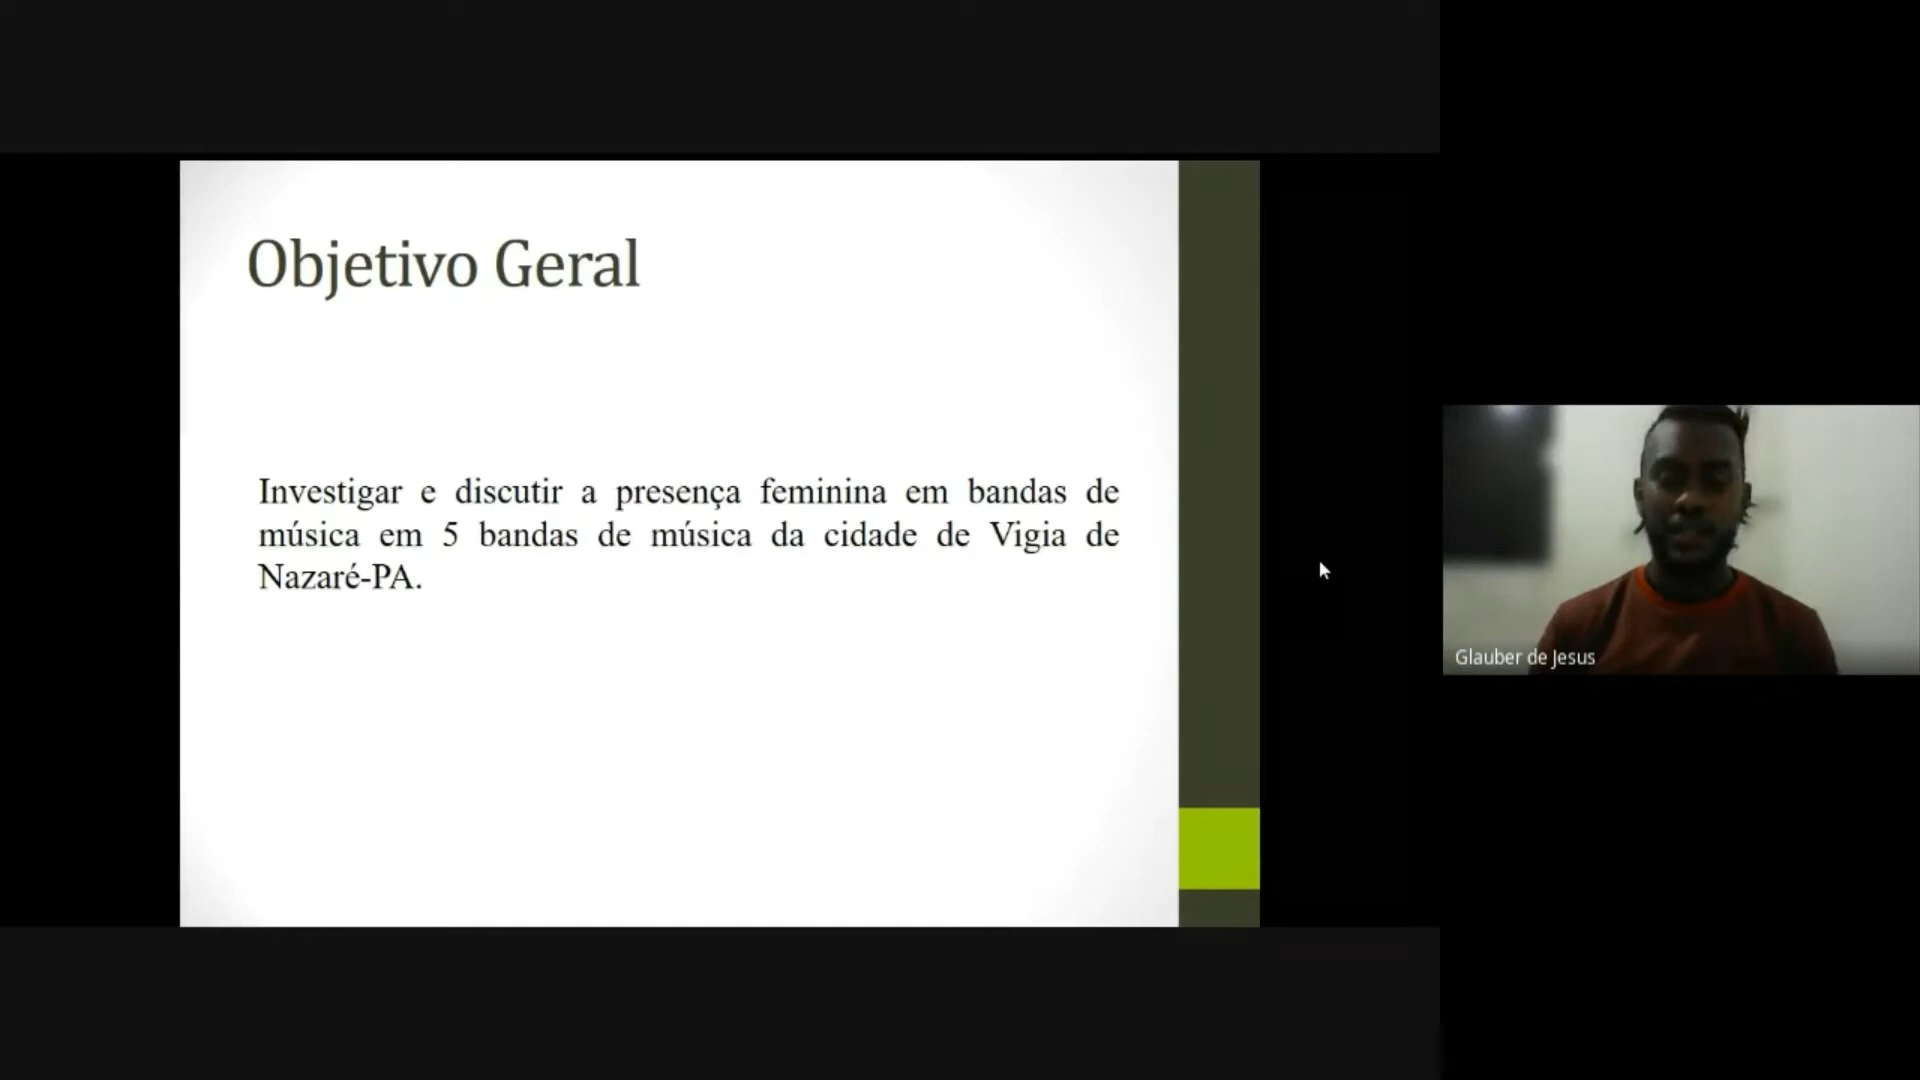 Objetivo Geral
Investigar e discutir a presença feminina em bandas de
música em 5 bandas de música da cidade de Vigia de
Nazaré-PA.
Glauber de Jesus